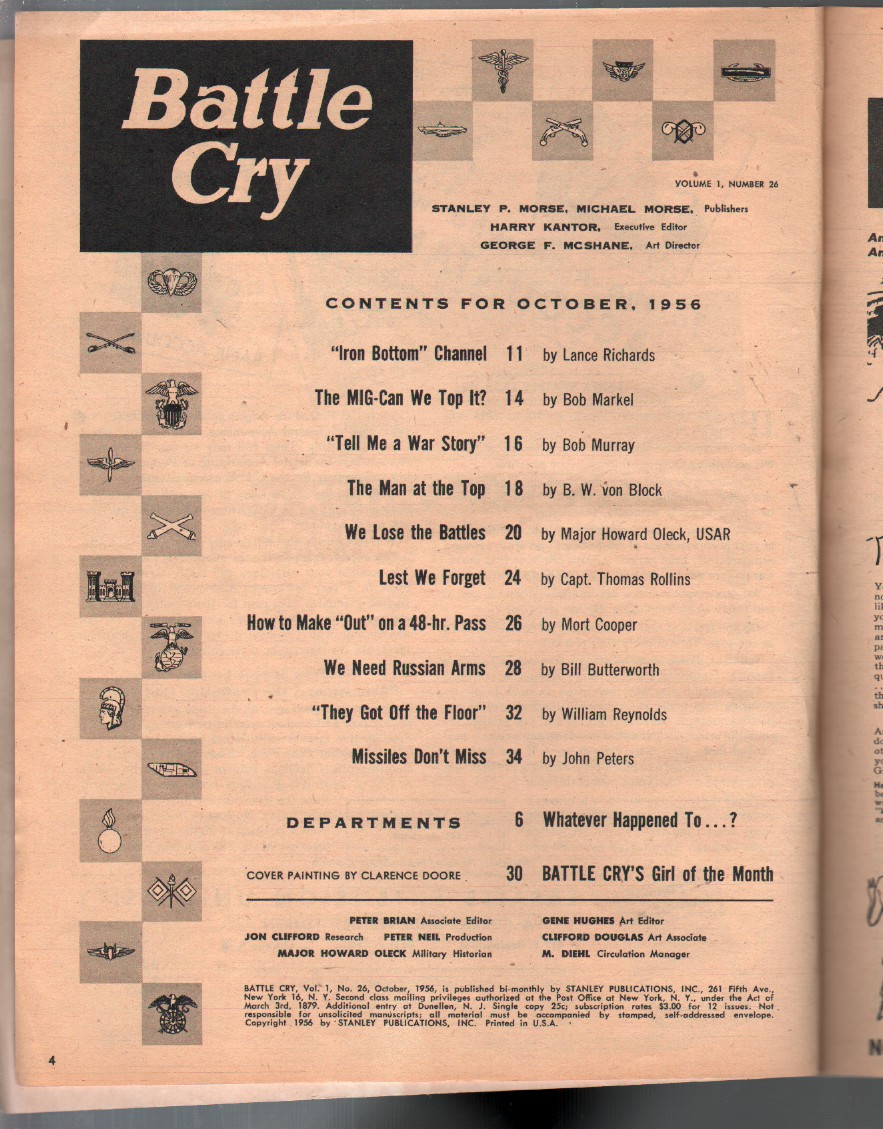 Battle
Cry
VOLUME 1, NUMBER 26
STANLEY P. MORSE, MICHAEL MORSE, Publishers
HARRY KANTOR, Executive Editor
GEORGE F. MCSHANE, Art Director
CONTENTS FOR OCTOBER, 1956
"Iron Bottom" Channel 11 by Lance Richards
The MIG-Can We Top It? 14 by Bob Markel
"Tell Me a War Story" 16 by Bob Murray
The Man at the Top 18 by B. W. von Block
We Lose the Battles 20 by Major Howard Oleck, USAR
Lest We Forget 24 by Capt. Thomas Rollins
How to Make "Out" on a 48-hr. Pass 26 by Mort Cooper
We Need Russian Arms 28 by Bill Butterworth
"They Got Off the Floor" 32 by William Reynolds
Missiles Don't Miss 34 by John Peters
DEPARTMENTS 6 Whatever Happened To...?
COVER PAINTING BY CLARENCE DOORE 30 BATTLE CRY'S Girl of the Month
PETER BRIAN Associate Editor GENE HUGHES Art Editor
JON CLIFFORD Research PETER NEIL Production CLIFFORD DOUGLAS Art Associate
MAJOR HOWARD OLECK Military Historian M. DIEHL Circulation Manager
BATTLE CRY, Vol. 1, No. 26, October, 1956, is published bi-monthly by STANLEY PUBLICATIONS, INC., 261 Fifth Ave.,
New York 16, N. Y. Second class mailing privileges authorized at the Post Office at New York, N. Y., under the Act of
March 3rd, 1879. Additional entry at Dunellen, N. J. Single copy 25c; subscription rates $3.00 for 12 issues. Not
responsible for unsolicited manuscripts; all material must be accompanied by stamped, self-addressed envelope.
Copyright 1956 by STANLEY PUBLICATIONS, INC. Printed in U.S.A.
4